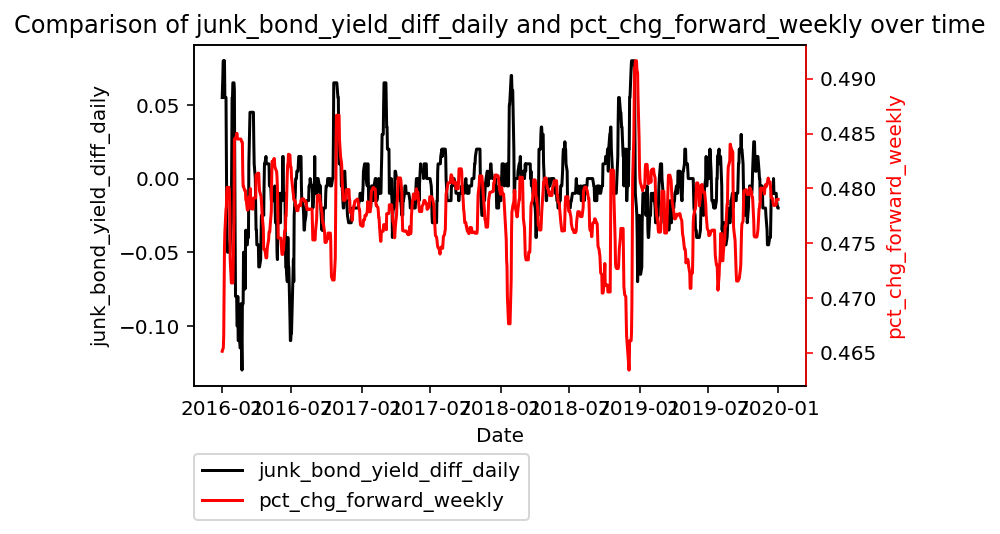 Comparison of junk_bond_yield_diff_daily and pct_chg_forward_weekly over time
junk_bond_yield_diff_daily
0.05
0.00
−0.05
−0.10
0.490
0.485
0.480
0.475
0.470
0.465
pct_chg_forward_weekly
2016-01 2016-07 2017-01 2017-07 2018-01 2018-07 2019-01 2019-07 2020-01
Date
junk_bond_yield_diff_daily
pct_chg_forward_weekly